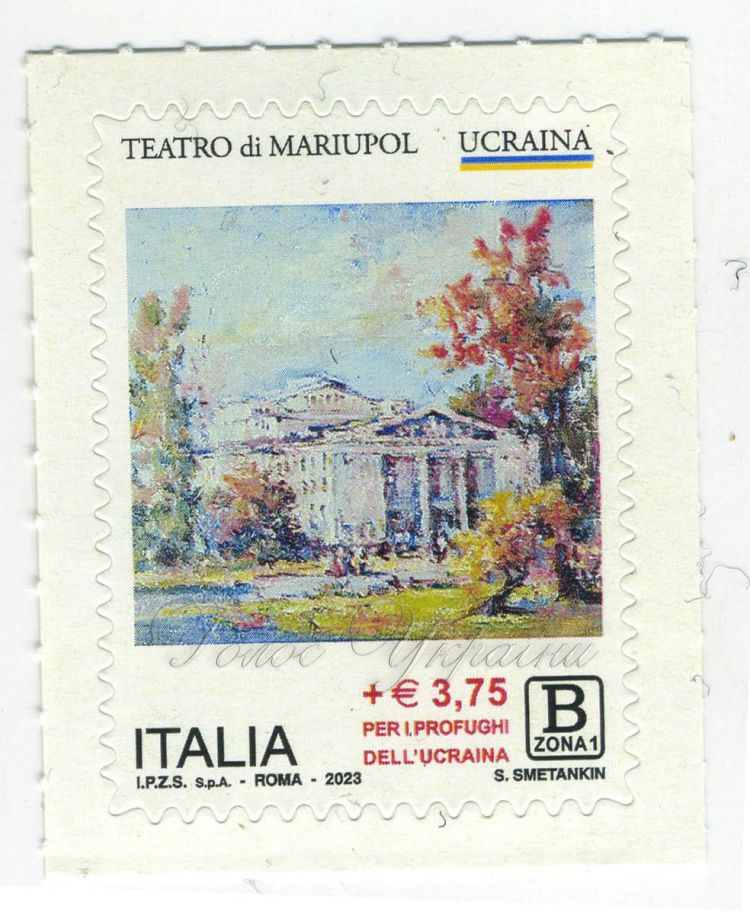 TEATRO di MARIUPOL UCRAINA
Голос України
+ € 3,75
PER I PROFUGHI
DELL'UCRAINA
B
ZONA 1
ITALIA
I.P.Z.S. S.p.A. - ROMA - 2023
S. SMETANKIN